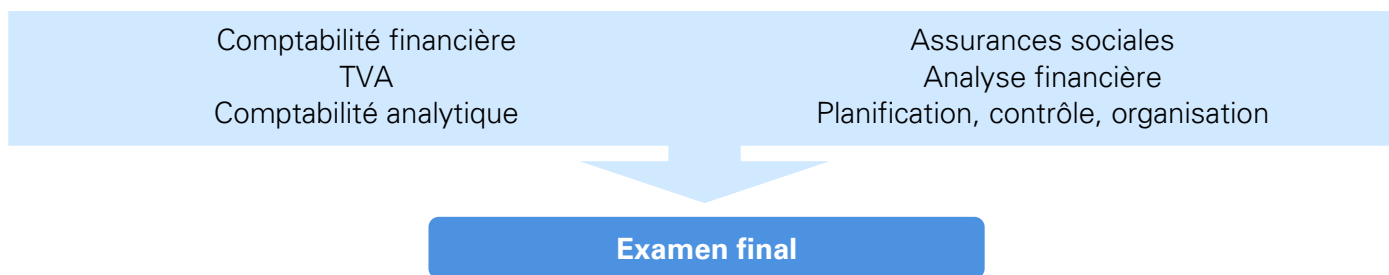 Comptabilité financière
TVA
Comptabilité analytique
Assurances sociales
Analyse financière
Planification, contrôle, organisation
Examen final